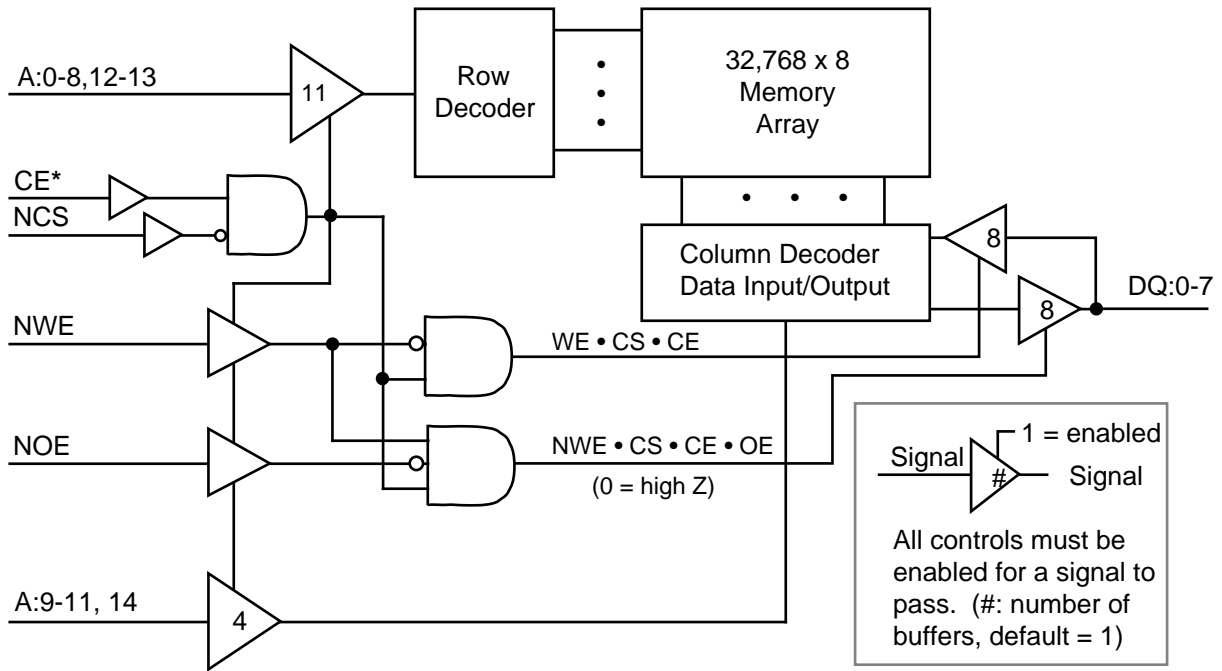 A:0-8,12-13
11
Row
Decoder
•
•
•
32,768 x 8
Memory
Array
CE*
NCS
• • •
Column Decoder
Data Input/Output
8
8
DQ:0-7
NWE
WE • CS • CE
NOE
NWE • CS • CE • OE
(0 = high Z)
A:9-11, 14
4
1 = enabled
Signal
#
Signal
All controls must be
enabled for a signal to
pass. (#: number of
buffers, default = 1)